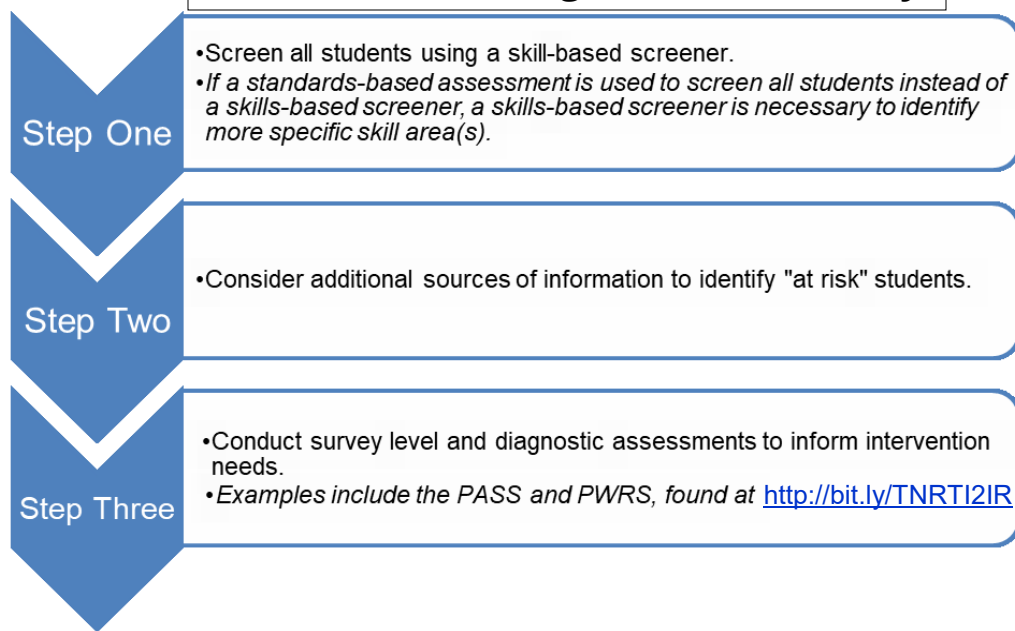 Step One
•Screen all students using a skill-based screener.
•If a standards-based assessment is used to screen all students instead of
a skills-based screener, a skills-based screener is necessary to identify
more specific skill area(s).
Step Two
•Consider additional sources of information to identify "at risk" students.
Step Three
•Conduct survey level and diagnostic assessments to inform intervention
needs.
•Examples include the PASS and PWRS, found at http://bit.ly/TNRTI2IR